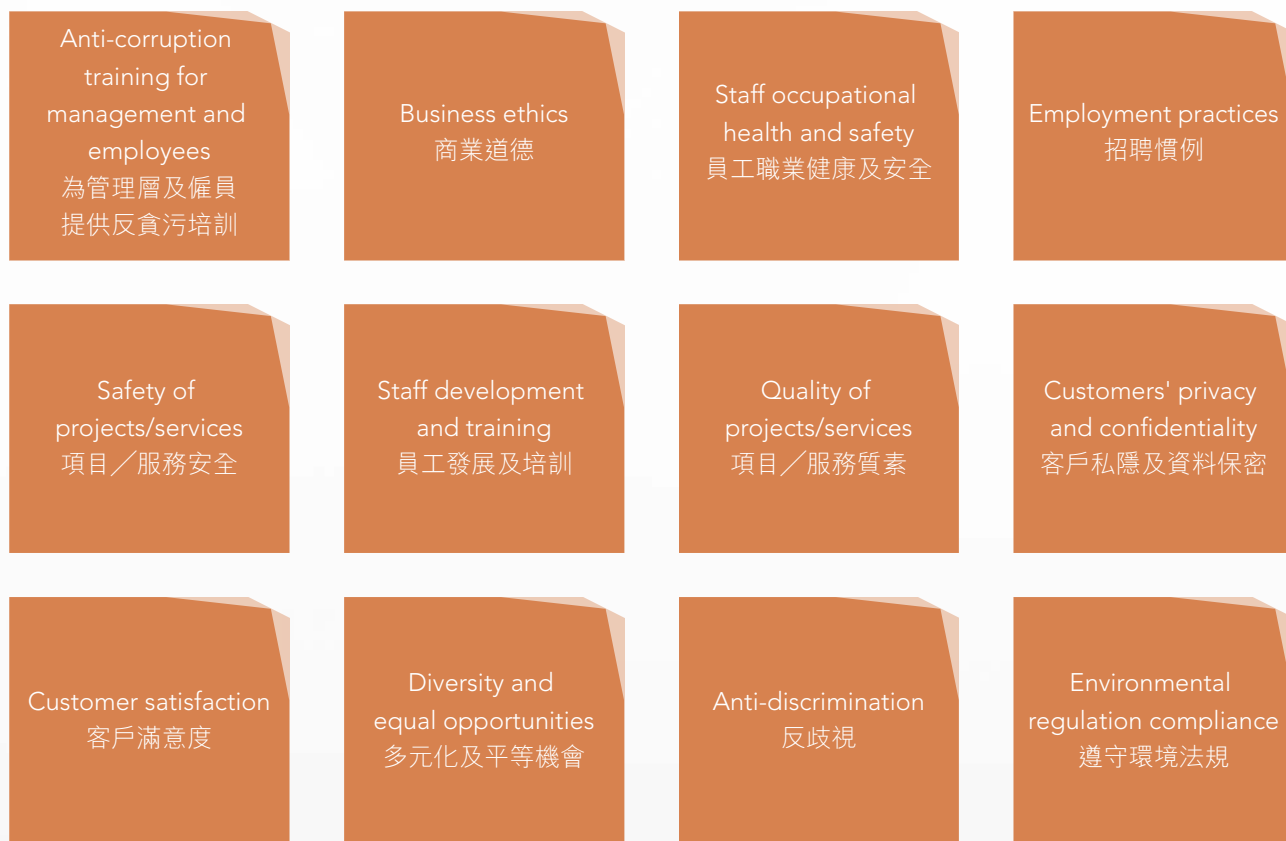 Anti-corruption
training for
management and
employees
為管理層及僱員
提供反貪污培訓
Business ethics
商業道德
Staff occupational
health and safety
員工職業健康及安全
Employment practices
招聘慣例
Safety of
projects/services
項目／服務安全
Staff development
and training
員工發展及培訓
Quality of
projects/services
項目／服務質素
Customers' privacy
and confidentiality
客戶私隱及資料保密
Customer satisfaction
客戶滿意度
Diversity and
equal opportunities
多元化及平等機會
Anti-discrimination
反歧視
Environmental
regulation compliance
遵守環境法規